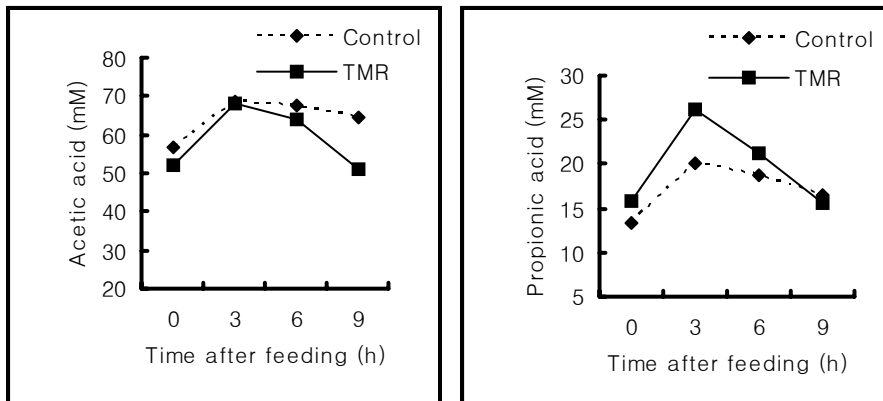 Control
TMR
Acetic acid (mM)
80
70
60
50
40
30
20
0 3 6 9
Time after feeding (h)
Control
TMR
Propionic acid (mM)
30
25
20
15
10
5
0 3 6 9
Time after feeding (h)